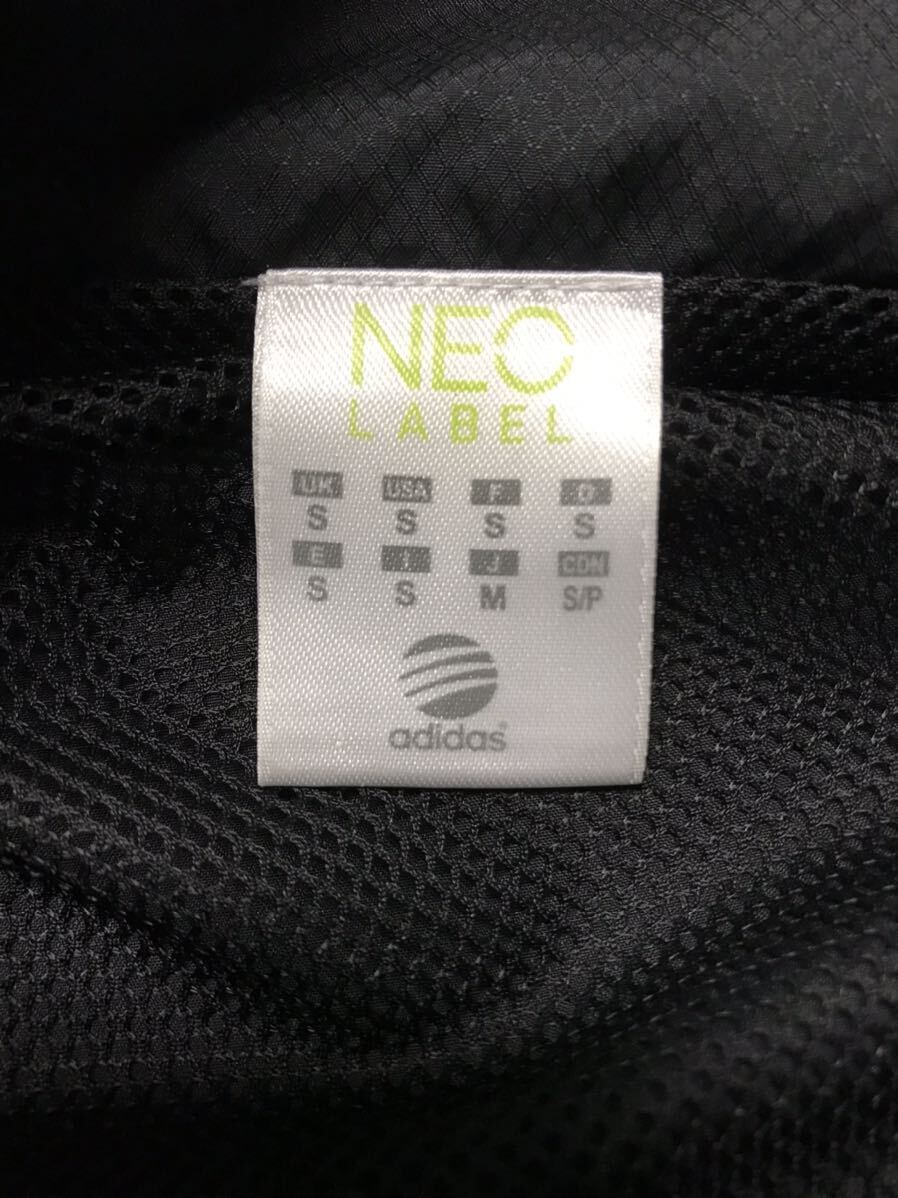 NEO
LABEL
UK USA F D
S S S S
E I J CDN
S S M S/P
adidas®